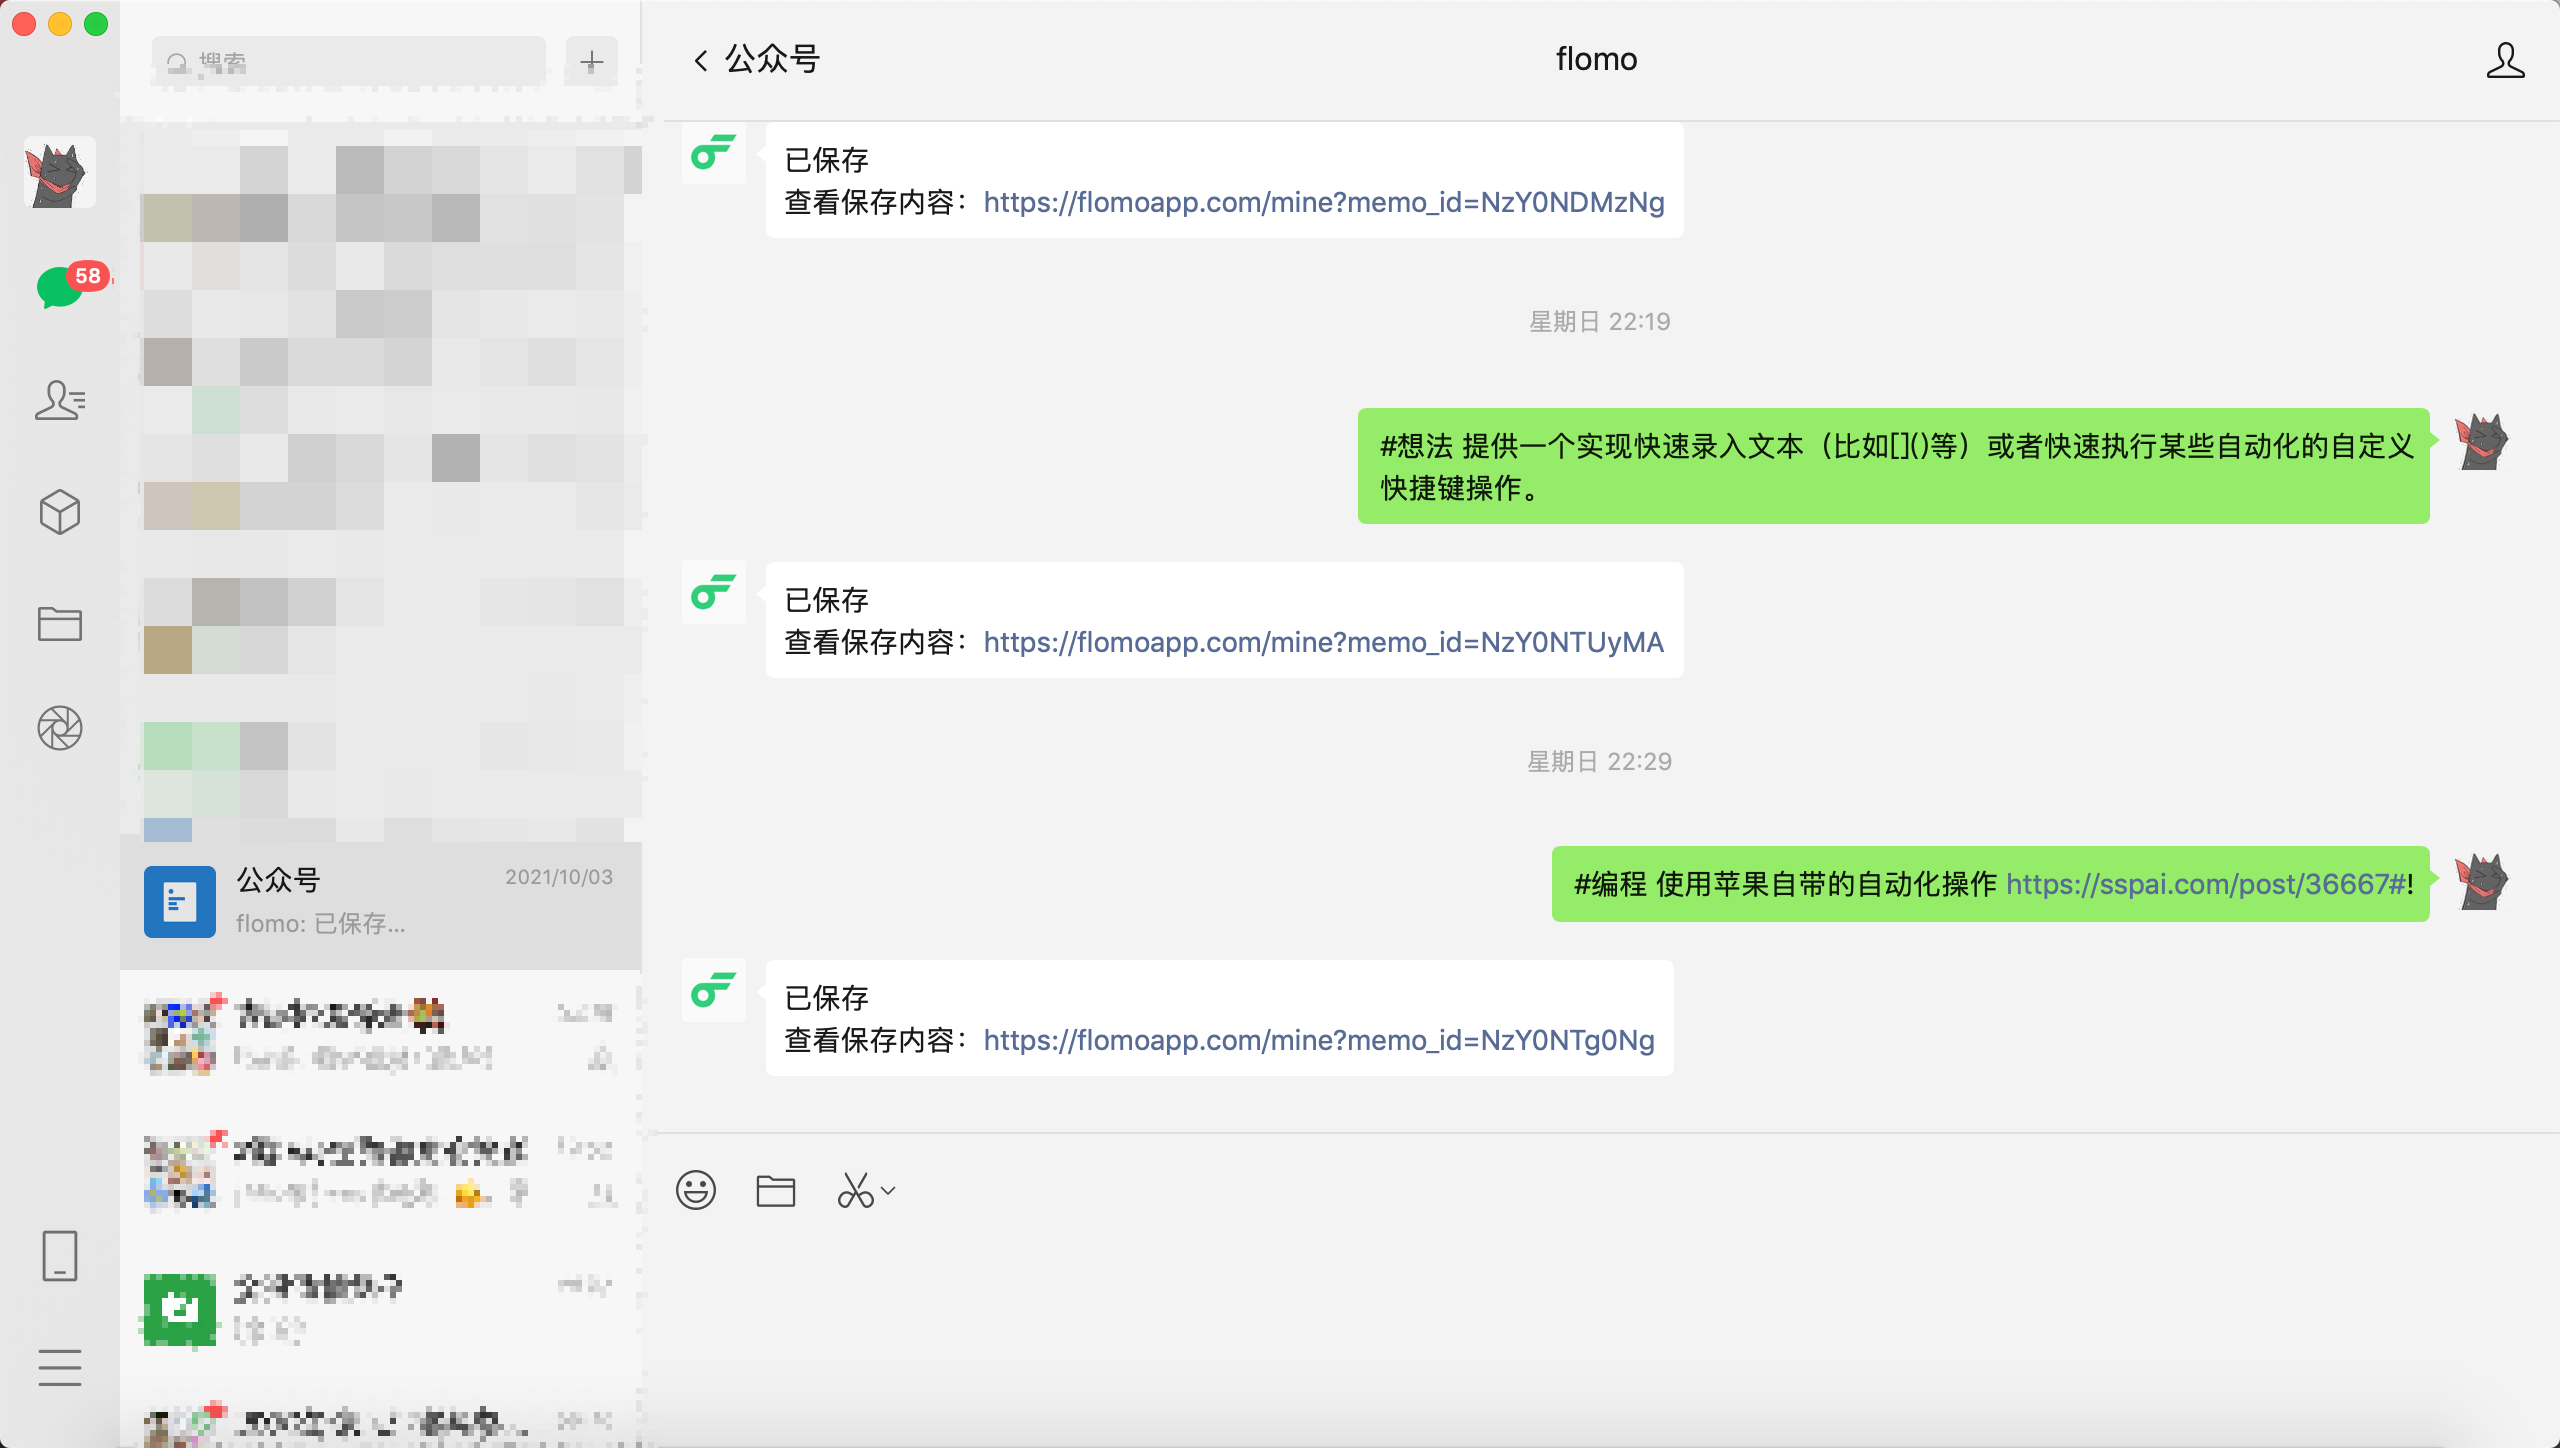 搜索
58
公众号
2021/10/03
flomo: 已保存...
公众号
flomo
已保存
查看保存内容：https://flomoapp.com/mine?memo_id=NzY0NDMzNg
星期日 22:19
#想法 提供一个实现快速录入文本（比如[]()等）或者快速执行某些自动化的自定义
快捷键操作。
已保存
查看保存内容：https://flomoapp.com/mine?memo_id=NzY0NTUyMA
星期日 22:29
#编程 使用苹果自带的自动化操作 https://sspai.com/post/36667#!
已保存
查看保存内容：https://flomoapp.com/mine?memo_id=NzY0NTg0Ng